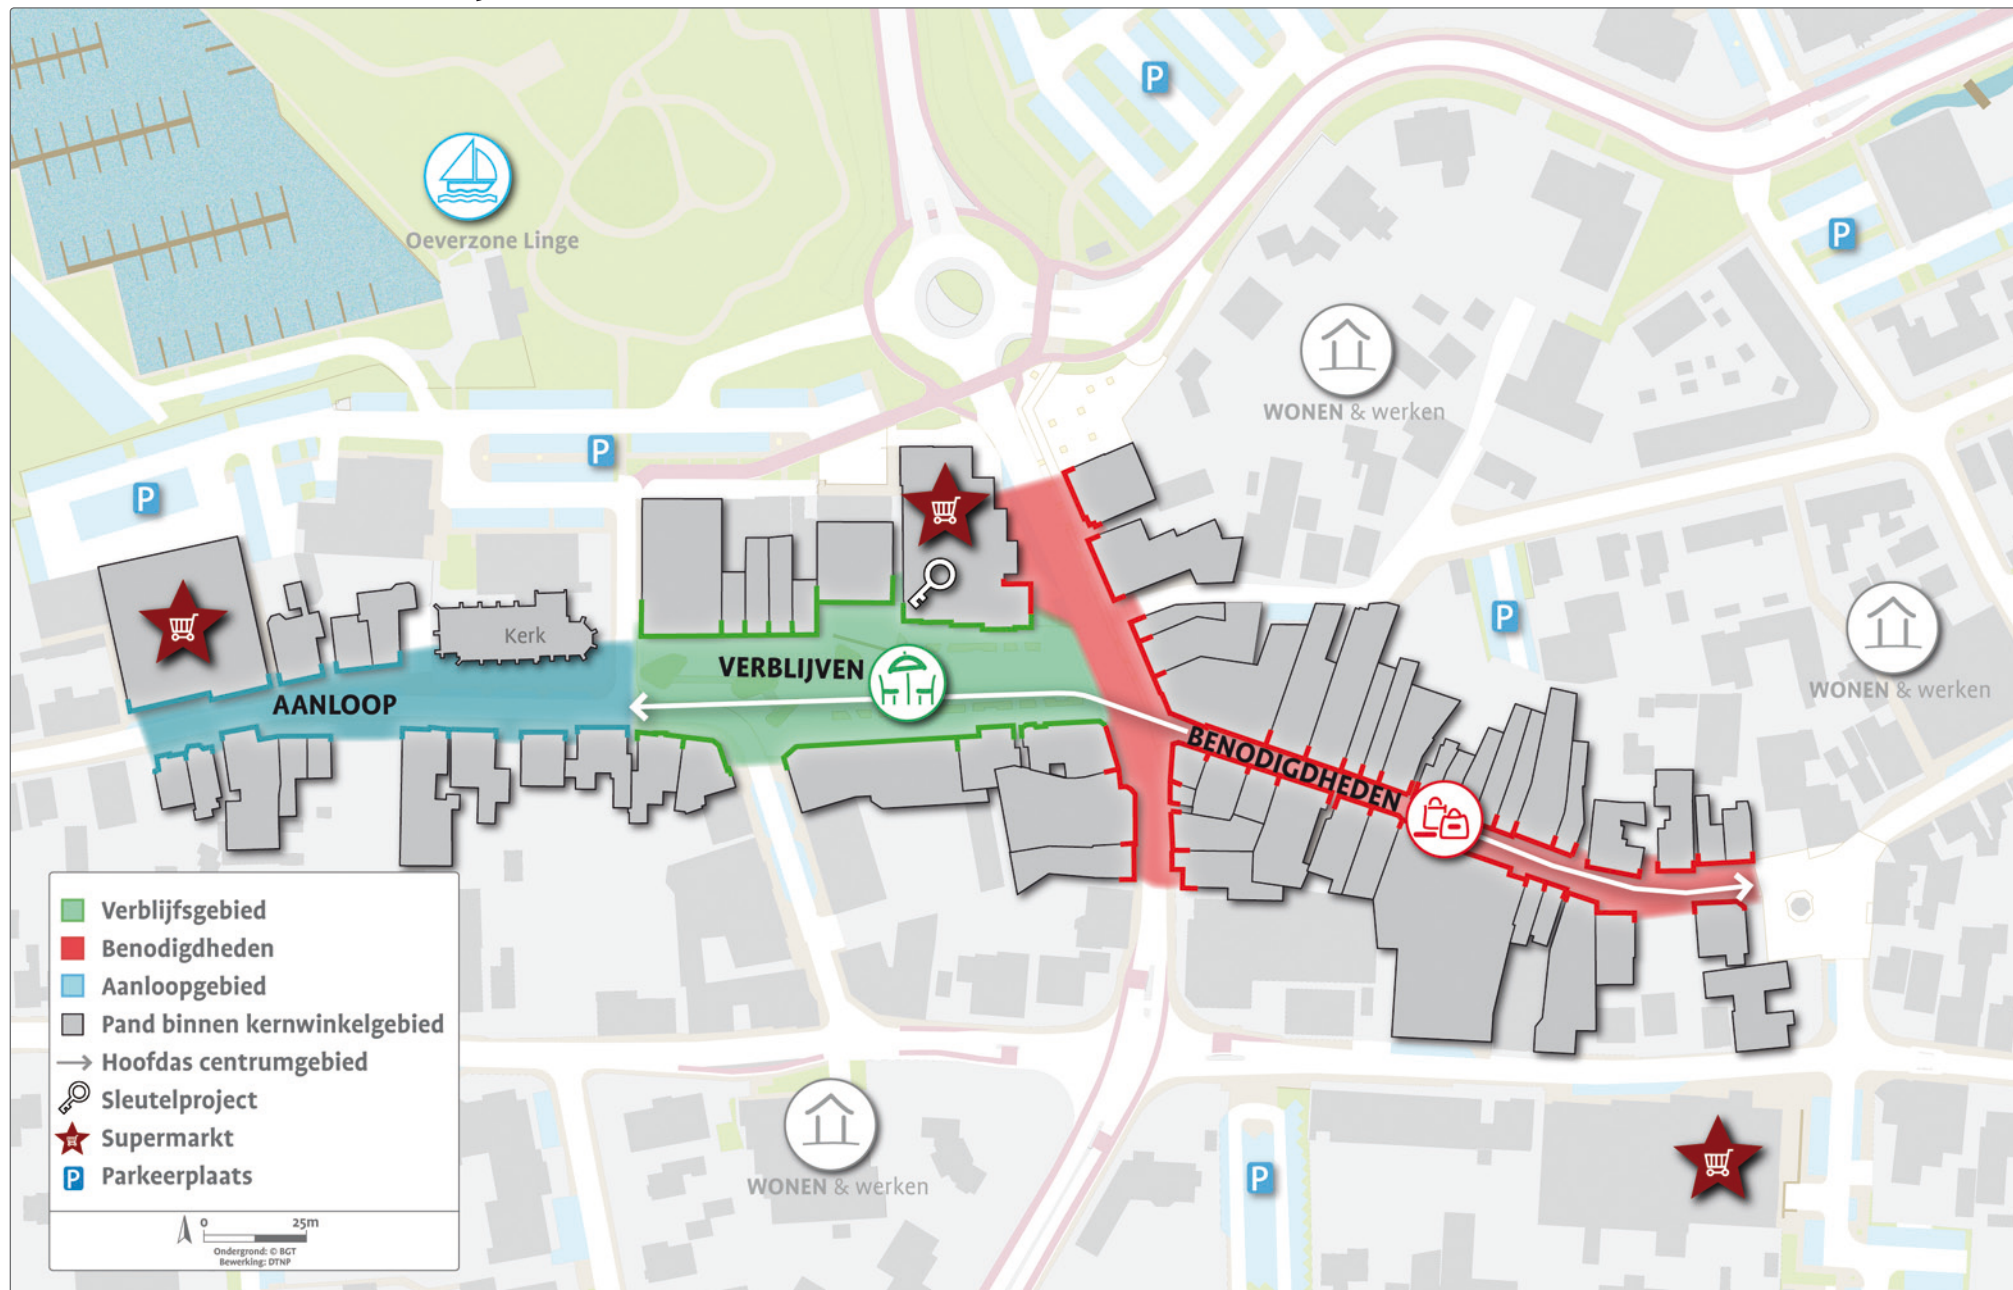 P
Oeverzone Linge
P
WONEN & werken
P
P
Kerk
P
WONEN & werken
VERBLIJVEN
AANLOOP
BENODIGDHEDEN
Verblijfsgebied
Benodigdheden
Aanloopgebied
Pand binnen kernwinkelgebied
Hoofdas centrumgebied
Sleutelproject
Supermarkt
P Parkeerplaats
0 25m
Ondergrond: © BGT
Bewerking: DTNP
WONEN & werken
P